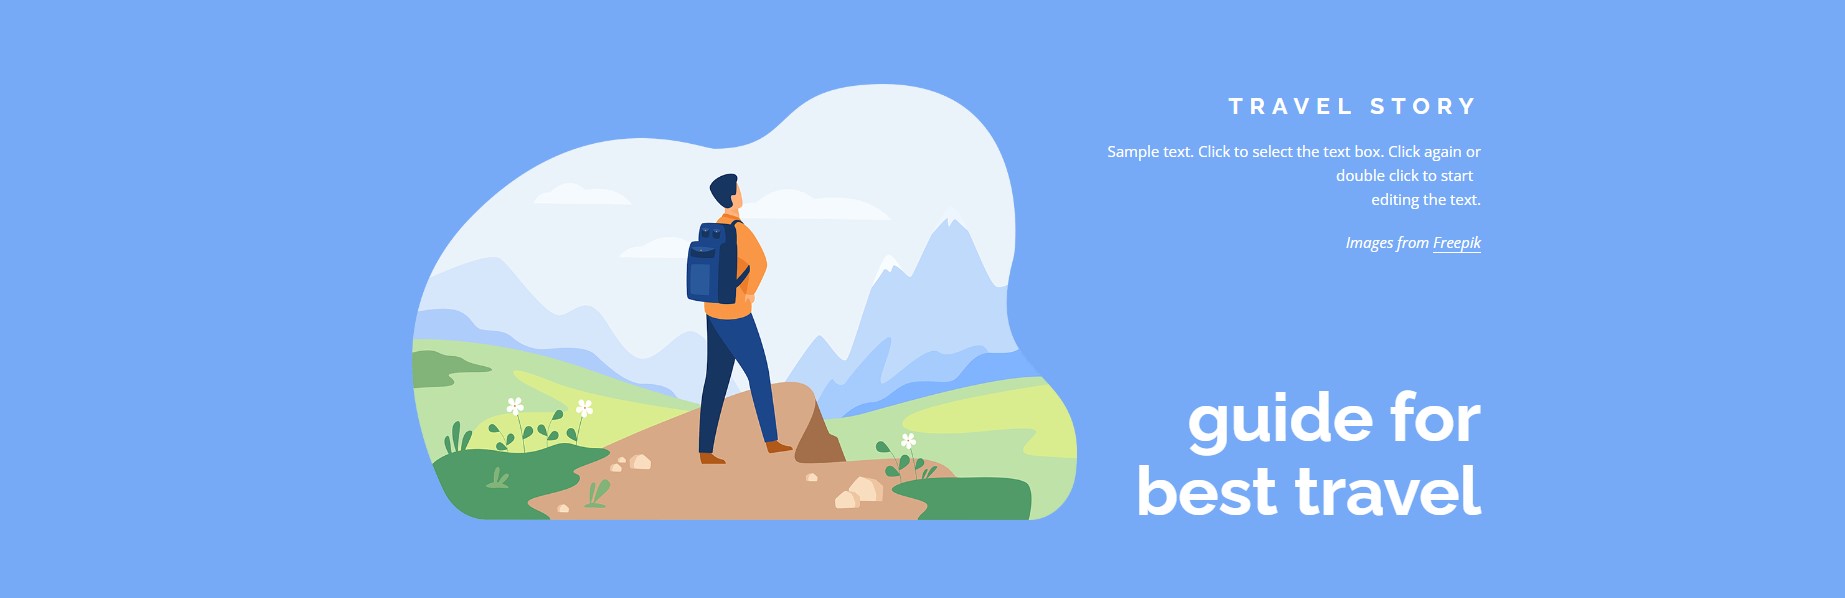 TRAVEL STORY
Sample text. Click to select the text box. Click again or
double click to start
editing the text.
Images from Freepik
guide for
best travel